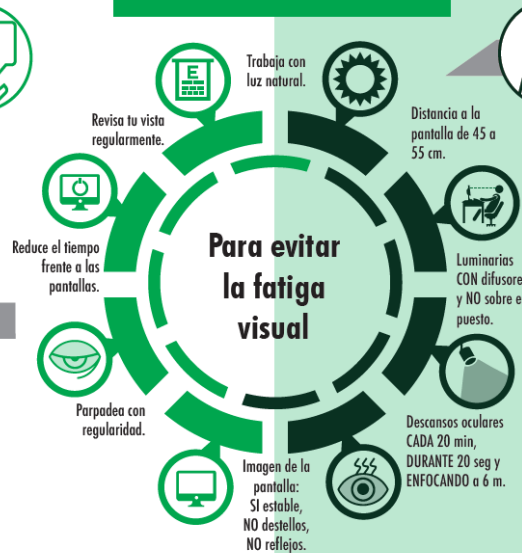 Trabaja con
luz natural.
Distancia a la
pantalla de 45 a
55 cm.
Luminarias
CON difusore
y NO sobre e
puesto.
Descansos oculares
CADA 20 min,
DURANTE 20 seg y
ENFOCANDO a 6 m.
Imagen de la
pantalla:
SI estable,
NO destellos,
NO reflejos.
Parpadea con
regularidad.
Reduce el tiempo
frente a las
pantallas.
Revisa tu vista
regularmente.
E
Para evitar
la fatiga
visual